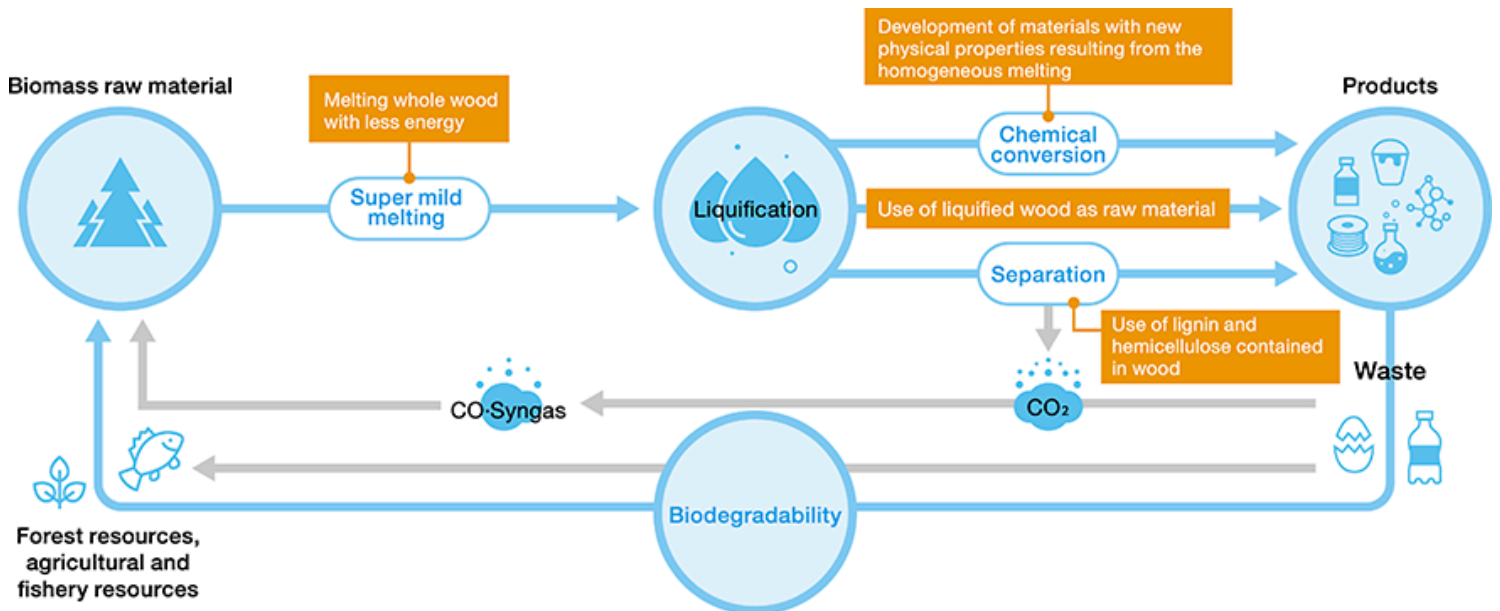 Development of materials with new
physical properties resulting from the
homogeneous melting
Biomass raw material
Products
Melting whole wood
with less energy
Chemical
conversion
Super mild
melting
Liquification
Use of liquified wood as raw material
Separation
Use of lignin and
hemicellulose contained
in wood
Waste
CO·Syngas
CO₂
Biodegradability
Forest resources,
agricultural and
fishery resources